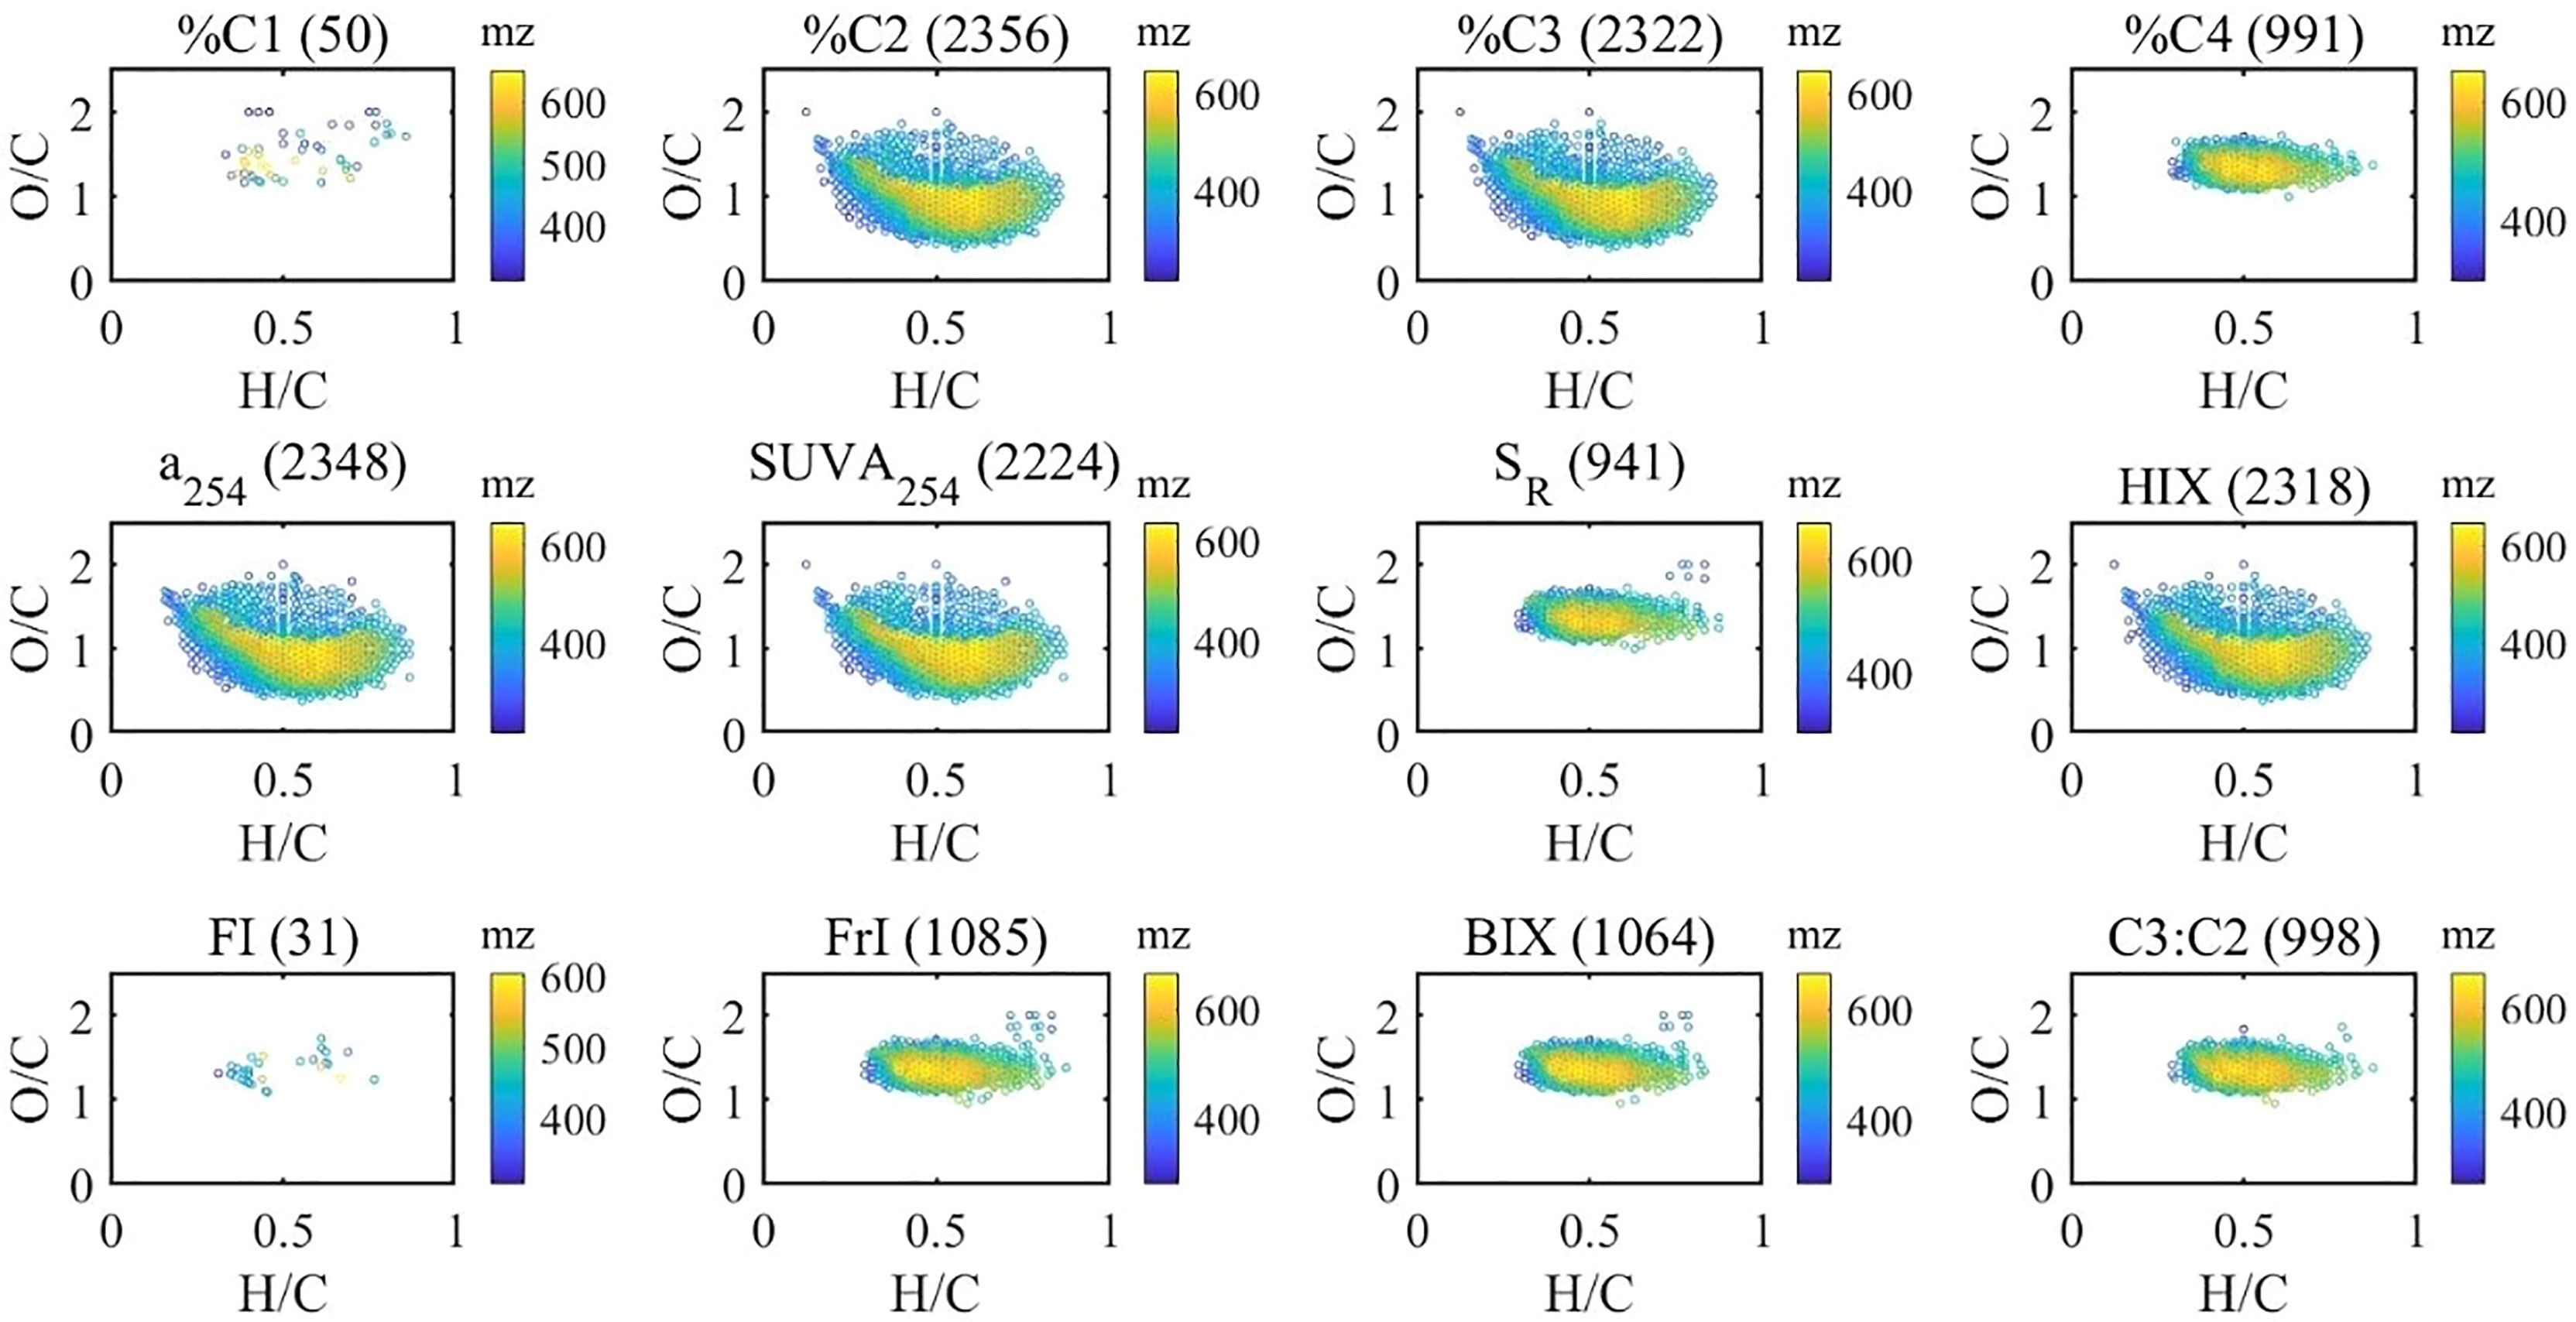 %C1 (50) mz %C2 (2356) mz %C3 (2322) mz %C4 (991) mz
O/C 2 1 0 600 500 400 O/C 2 1 0 600 400 O/C 2 1 0 600 400 O/C 2 1 0 600 400
0 0.5 1 0 0.5 1 0 0.5 1 0 0.5 1
H/C H/C H/C H/C
a254 (2348) mz SUVA254 (2224) mz SR (941) mz HIX (2318) mz
O/C 2 1 0 600 400 O/C 2 1 0 600 400 O/C 2 1 0 600 400 O/C 2 1 0 600 400
0 0.5 1 0 0.5 1 0 0.5 1 0 0.5 1
H/C H/C H/C H/C
FI (31) mz FrI (1085) mz BIX (1064) mz C3:C2 (998) mz
O/C 2 1 0 600 500 400 O/C 2 1 0 600 400 O/C 2 1 0 600 400 O/C 2 1 0 600 400
0 0.5 1 0 0.5 1 0 0.5 1 0 0.5 1
H/C H/C H/C H/C